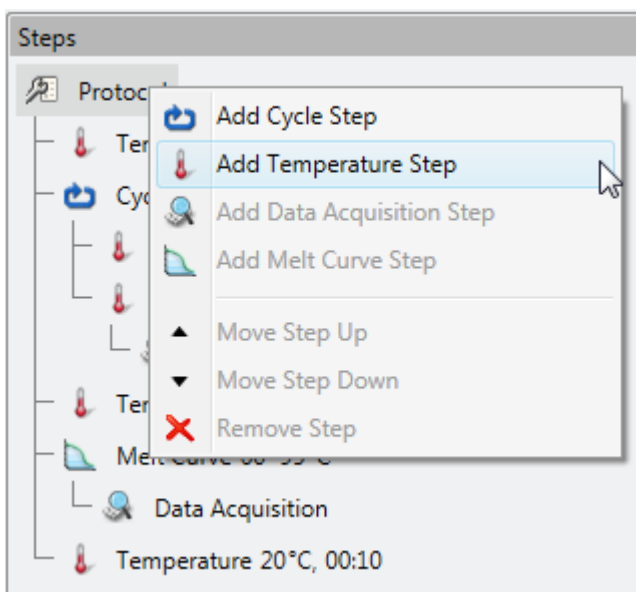 Steps
Add Cycle Step
Add Temperature Step
Add Data Acquisition Step
Add Melt Curve Step
Move Step Up
Move Step Down
Remove Step
Data Acquisition
Temperature 20°C, 00:10